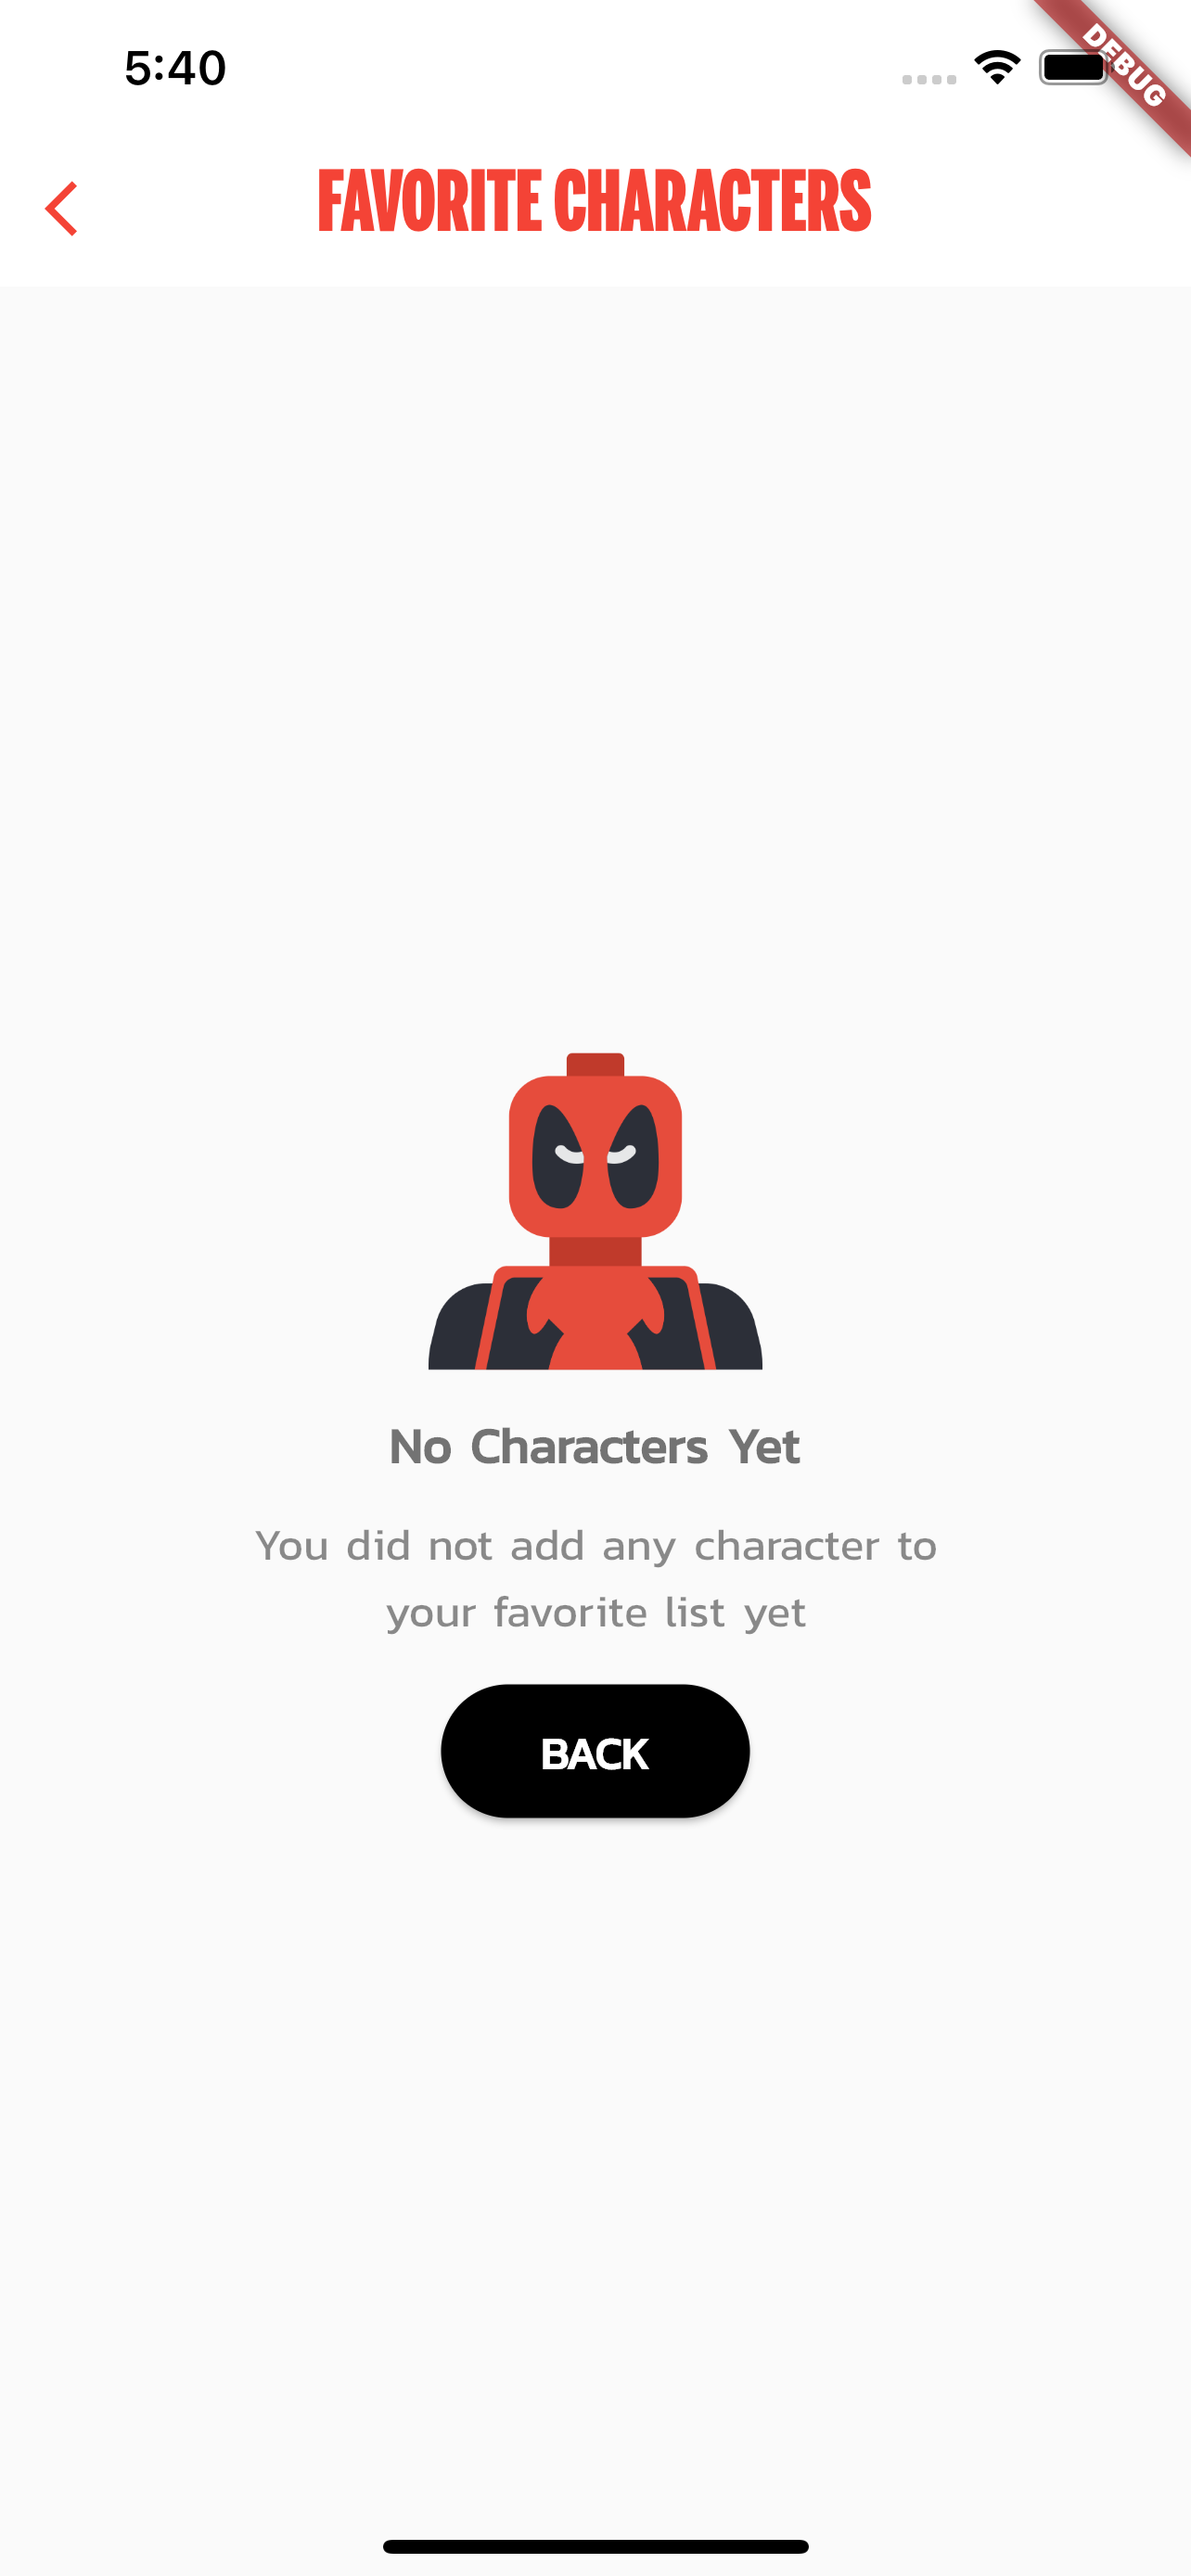 5:40
DEBUG
FAVORITE CHARACTERS
No Characters Yet
You did not add any character to
your favorite list yet
BACK